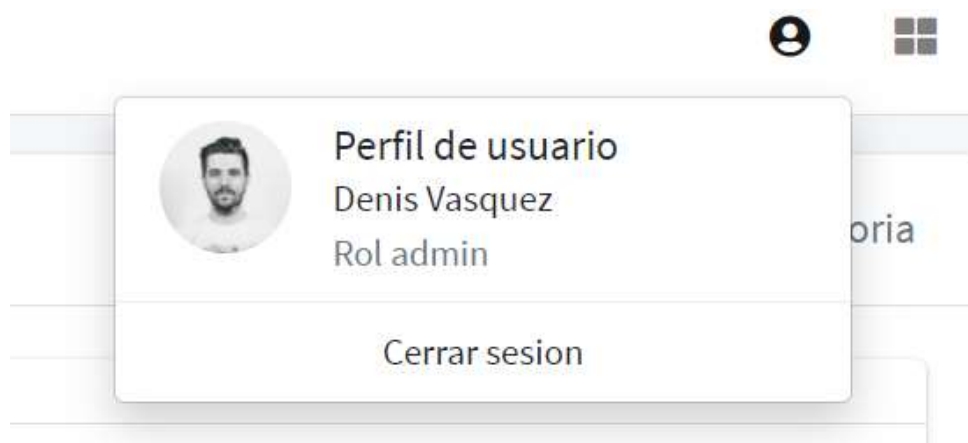 Perfil de usuario
Denis Vasquez
Rol admin
oria
Cerrar sesion